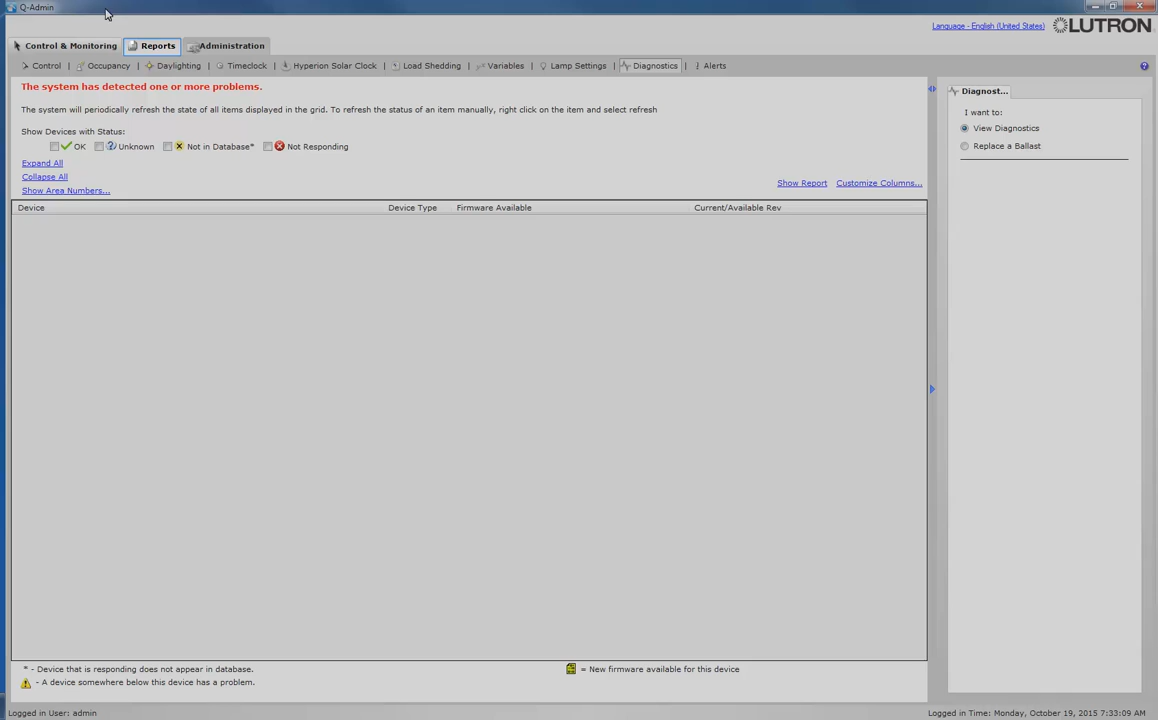 Q-Admin
Language - English (United States) LUTRON
Control & Monitoring Reports Administration
Control | Occupancy | Daylighting | Timeclock | Hyperion Solar Clock | Load Shedding | Variables | Lamp Settings | Diagnostics | Alerts
The system has detected one or more problems.
The system will periodically refresh the state of all items displayed in the grid. To refresh the status of an item manually, right click on the item and select refresh
Show Devices with Status:
OK Unknown Not in Database* Not Responding
Expand All
Collapse All
Show Area Numbers...
Show Report Customize Columns...
Device Device Type Firmware Available Current/Available Rev
* - Device that is responding does not appear in database.
= New firmware available for this device
- A device somewhere below this device has a problem.
Diagnost...
I want to:
View Diagnostics
Replace a Ballast
Logged in User: admin
Logged in Time: Monday, October 19, 2015 7:33:09 AM